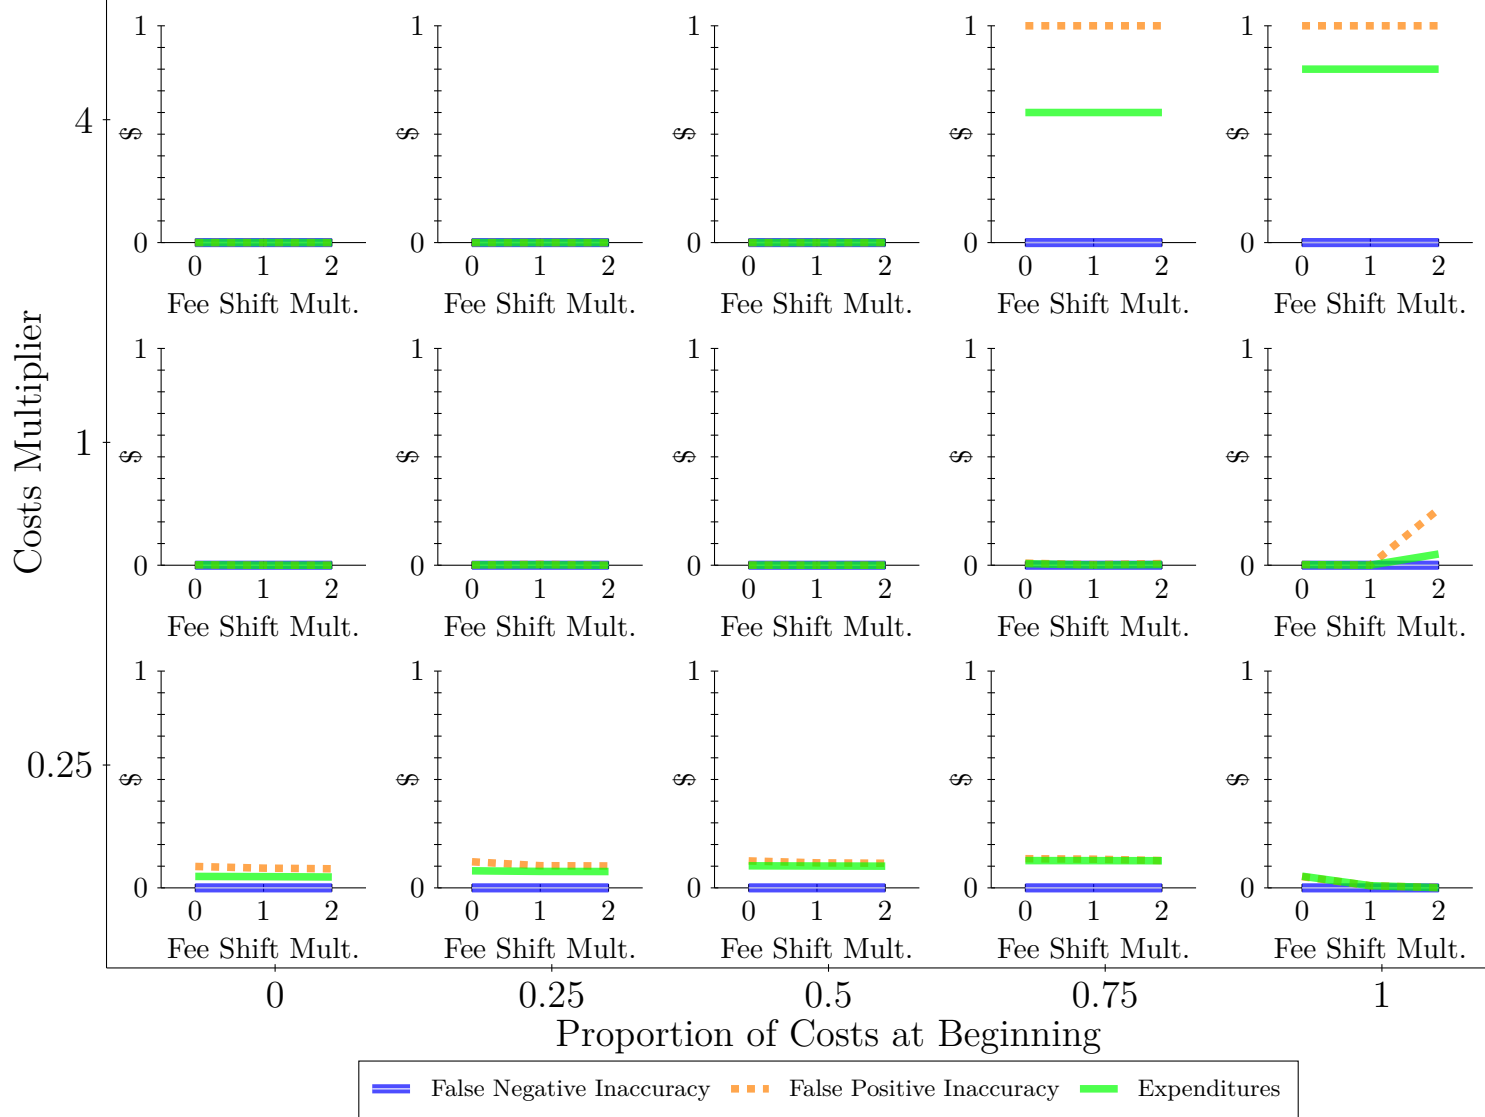 1 1 1 1 1
4
$ $ $ $ $
0 0 0 0 0
0 1 2 0 1 2 0 1 2 0 1 2 0 1 2
Fee Shift Mult. Fee Shift Mult. Fee Shift Mult. Fee Shift Mult. Fee Shift Mult.
Costs Multiplier
1 1 1 1 1
1
$ $ $ $ $
0 0 0 0 0
0 1 2 0 1 2 0 1 2 0 1 2 0 1 2
Fee Shift Mult. Fee Shift Mult. Fee Shift Mult. Fee Shift Mult. Fee Shift Mult.
1 1 1 1 1
0.25
$ $ $ $ $
0 0 0 0 0
0 1 2 0 1 2 0 1 2 0 1 2 0 1 2
Fee Shift Mult. Fee Shift Mult. Fee Shift Mult. Fee Shift Mult. Fee Shift Mult.
0 0.25 0.5 0.75 1
Proportion of Costs at Beginning
False Negative Inaccuracy False Positive Inaccuracy Expenditures